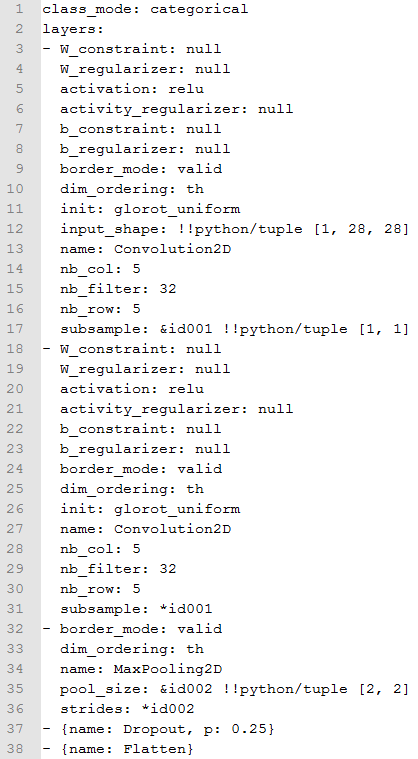 1 class_mode: categorical
2 layers:
3 - W_constraint: null
4   W_regularizer: null
5   activation: relu
6   activity_regularizer: null
7   b_constraint: null
8   b_regularizer: null
9   border_mode: valid
10   dim_ordering: th
11   init: glorot_uniform
12   input_shape: !!python/tuple [1, 28, 28]
13   name: Convolution2D
14   nb_col: 5
15   nb_filter: 32
16   nb_row: 5
17   subsample: &id001 !!python/tuple [1, 1]
18 - W_constraint: null
19   W_regularizer: null
20   activation: relu
21   activity_regularizer: null
22   b_constraint: null
23   b_regularizer: null
24   border_mode: valid
25   dim_ordering: th
26   init: glorot_uniform
27   name: Convolution2D
28   nb_col: 5
29   nb_filter: 32
30   nb_row: 5
31   subsample: *id001
32 - border_mode: valid
33   dim_ordering: th
34   name: MaxPooling2D
35   pool_size: &id002 !!python/tuple [2, 2]
36   strides: *id002
37 - {name: Dropout, p: 0.25}
38 - {name: Flatten}